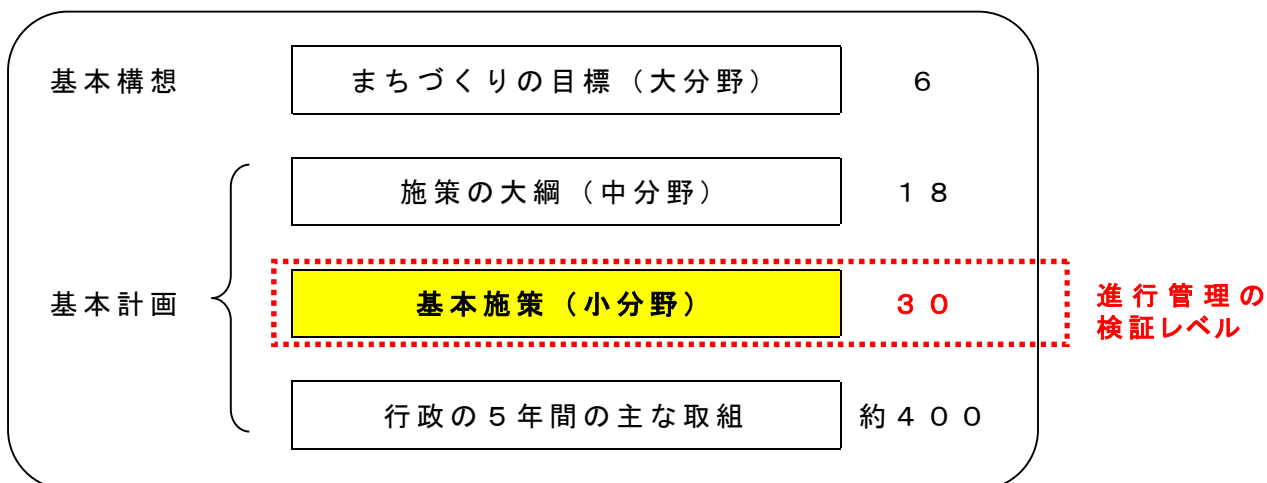 基本構想
まちづくりの目標（大分野）
６
施策の大綱（中分野）
１８
基本計画
基本施策（小分野）
３０
進行管理の
検証レベル
行政の５年間の主な取組
約４００